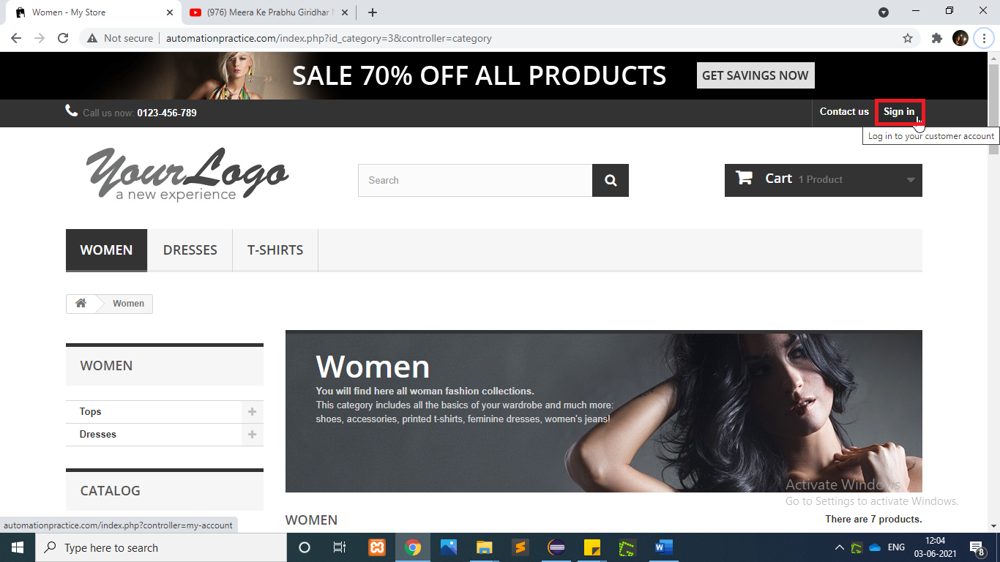 Women - My Store
(976) Meera Ke Prabhu Giridhar
Not secure
automationpractice.com/index.php?id_category=3&controller=category
SALE 70% OFF ALL PRODUCTS
GET SAVINGS NOW
Call us now: 0123-456-789
Contact us
Sign in
Log in to your customer account
YourLogo
a new experience
Search
Cart 1 Product
WOMEN
DRESSES
T-SHIRTS
Women
WOMEN
Tops
Dresses
CATALOG
Women
You will find here all woman fashion collections.
This category includes all the basics of your wardrobe and much more:
shoes, accessories, printed t-shirts, feminine dresses, women's jeans!
Activate Windows
Go to Settings to activate Windows.
WOMEN
There are 7 products.
automationpractice.com/index.php?controller=my-account
Type here to search
ENG
12:04
03-06-2021
8